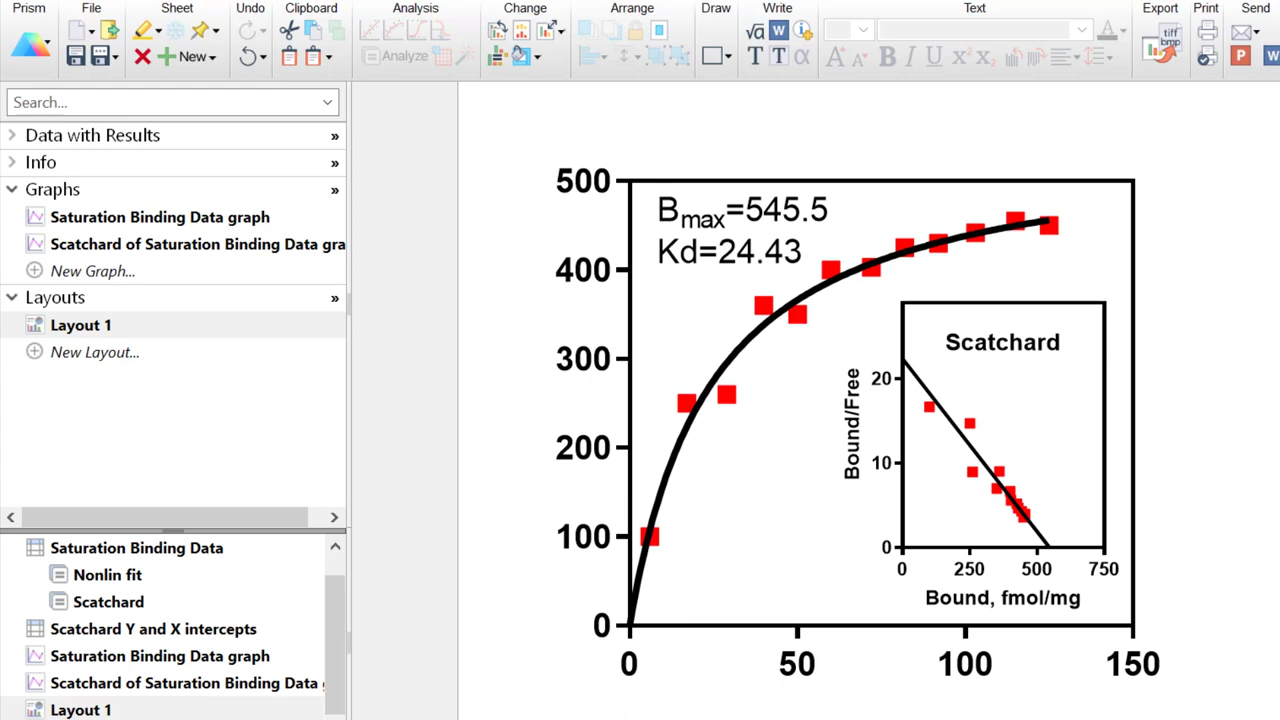 Prism File Sheet Undo Clipboard Analysis Change Arrange Draw Write Text Export Print Send
New
Analyze
√α W
T T α
A A B I U X² X₂
A
tiff
bmp
P W
Search...
Data with Results »
Info »
Graphs »
Saturation Binding Data graph
Scatchard of Saturation Binding Data gra
New Graph...
Layouts »
Layout 1
New Layout...
Saturation Binding Data
Nonlin fit
Scatchard
Scatchard Y and X intercepts
Saturation Binding Data graph
Scatchard of Saturation Binding Data
Layout 1
500
400
300
200
100
0
0 50 100 150
Bmax=545.5
Kd=24.43
Scatchard
Bound/Free
20
10
0
0 250 500 750
Bound, fmol/mg